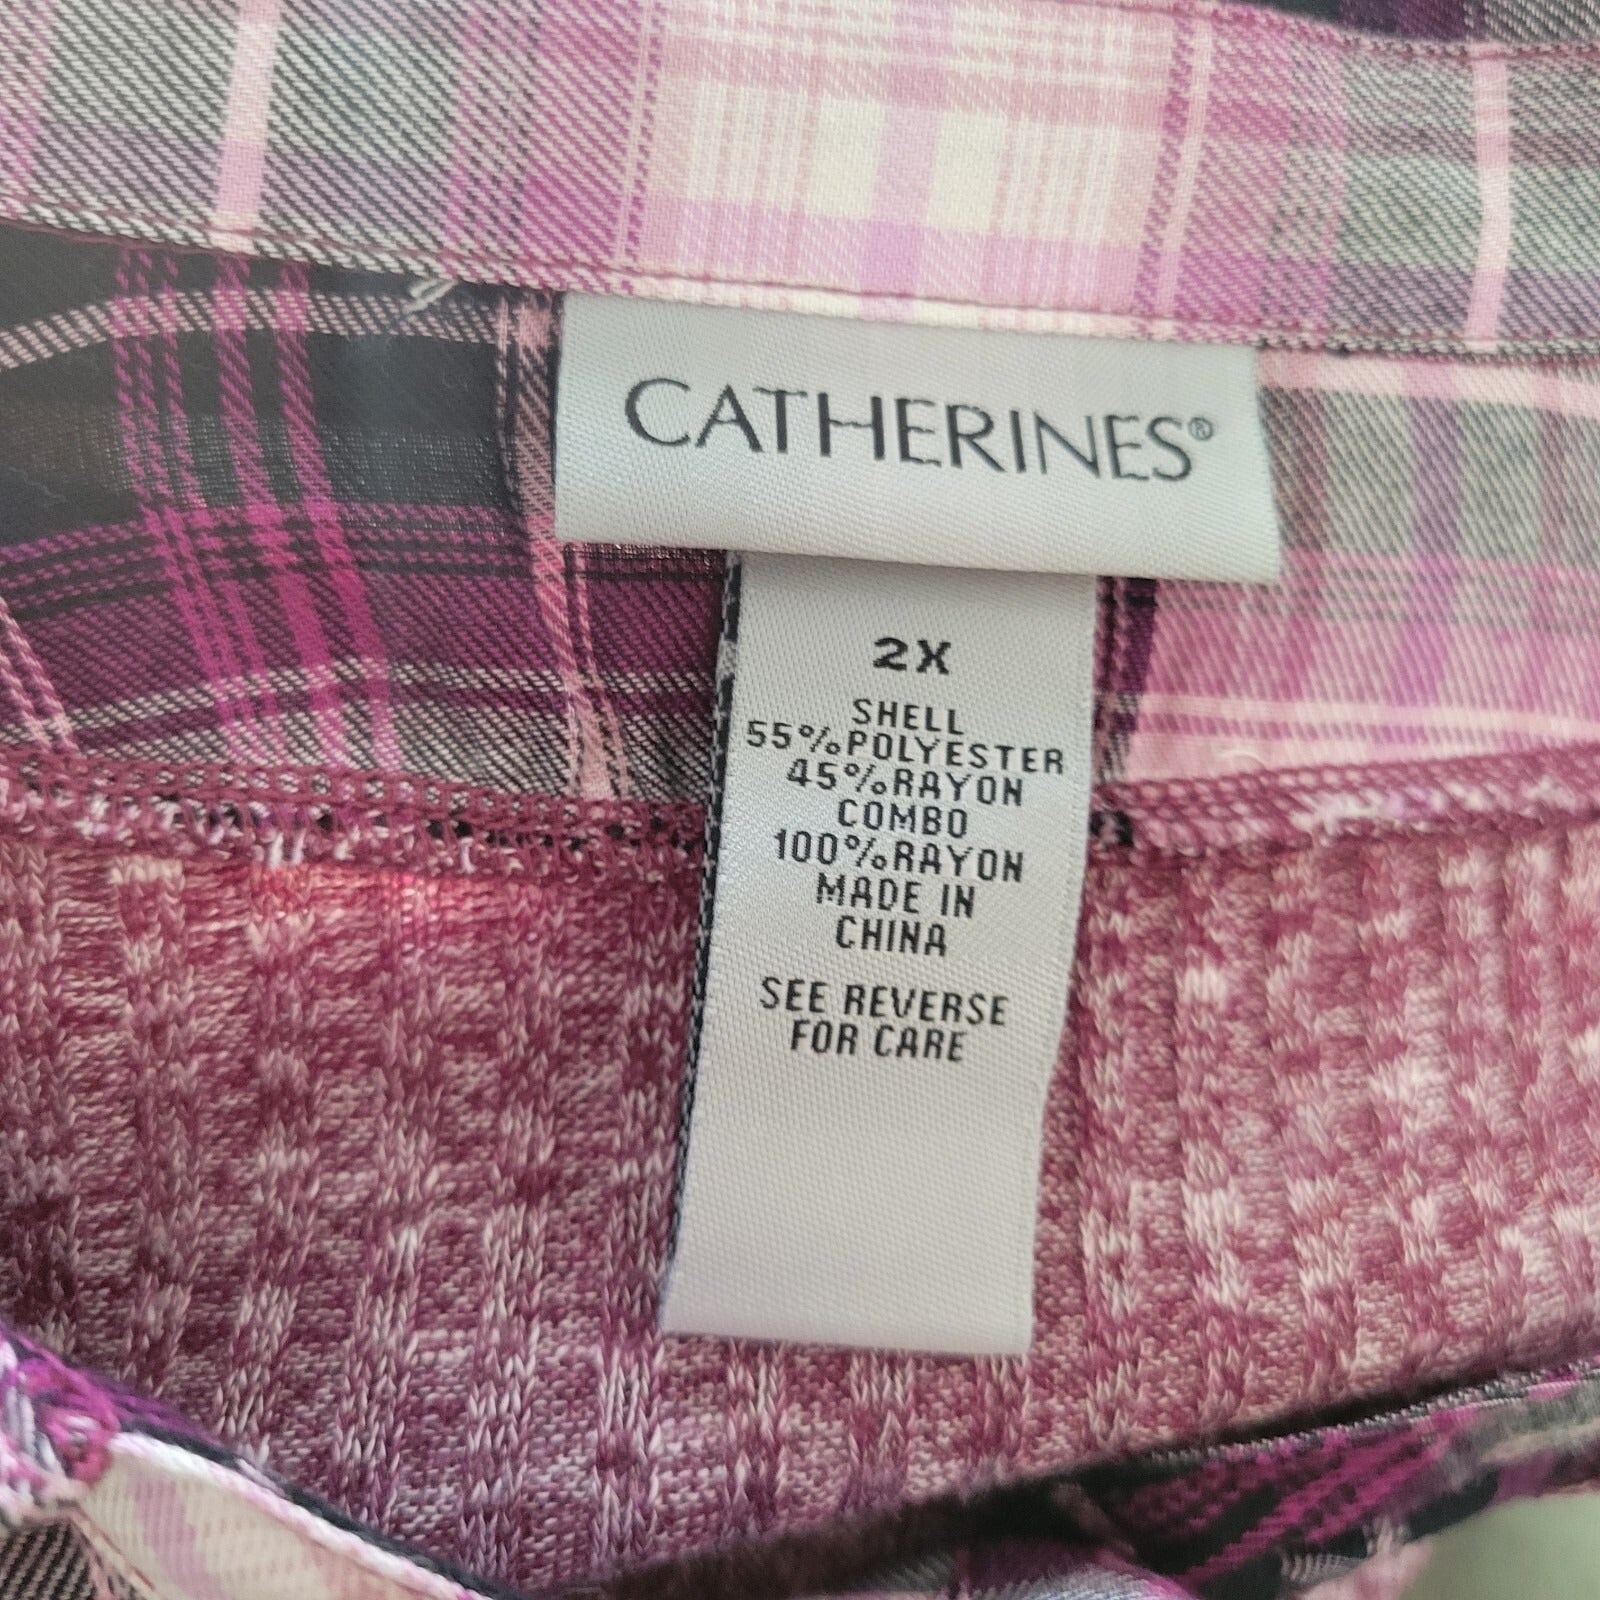 CATHERINES®
2X
SHELL
55%POLYESTER
45%RAYON
COMBO
100%RAYON
MADE IN
CHINA
SEE REVERSE
FOR CARE